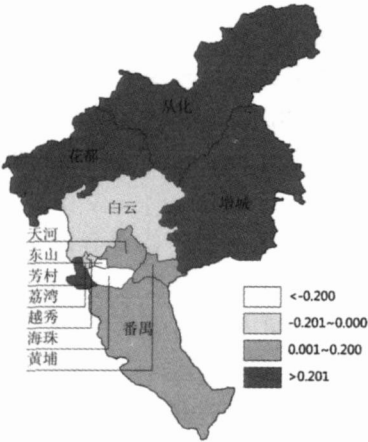 从化
花都
增城
白云
天河
东山
芳村
荔湾
越秀
海珠
黄埔
番禺
<-0.200
-0.201~0.000
0.001~0.200
>0.201